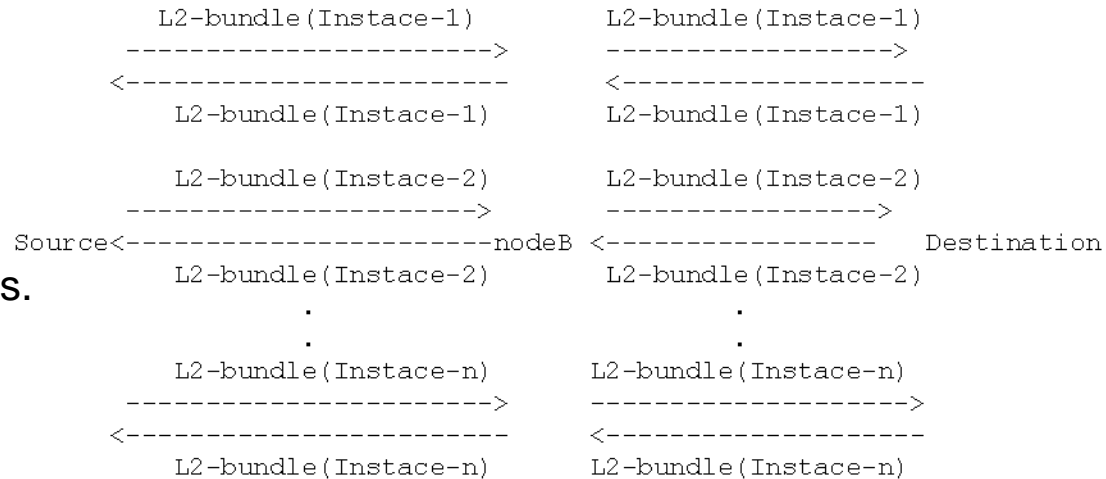 L2-bundle(Instace-1) L2-bundle(Instace-1)
-----------------------> ------------------>
<------------------------ <--------------------
L2-bundle(Instace-1) L2-bundle(Instace-1)
L2-bundle(Instace-2) L2-bundle(Instace-2)
----------------------> ----------------->
Source<-----------------------nodeB <----------------- Destination
L2-bundle(Instace-2) L2-bundle(Instace-2)
s.
. .
. .
L2-bundle(Instace-n) L2-bundle(Instace-n)
-----------------------> -------------------->
<------------------------ <--------------------
L2-bundle(Instace-n) L2-bundle(Instace-n)